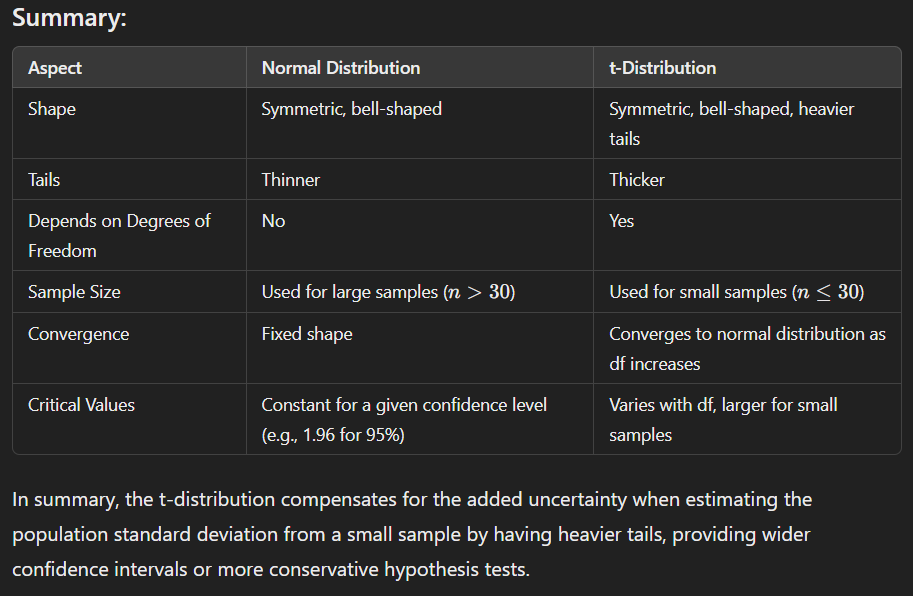 Summary:
Aspect Normal Distribution t-Distribution
Shape Symmetric, bell-shaped Symmetric, bell-shaped, heavier
tails
Tails Thinner Thicker
Depends on Degrees of No Yes
Freedom
Sample Size Used for large samples (n > 30) Used for small samples (n ≤ 30)
Convergence Fixed shape Converges to normal distribution as
df increases
Critical Values Constant for a given confidence level Varies with df, larger for small
(e.g., 1.96 for 95%) samples
In summary, the t-distribution compensates for the added uncertainty when estimating the
population standard deviation from a small sample by having heavier tails, providing wider
confidence intervals or more conservative hypothesis tests.